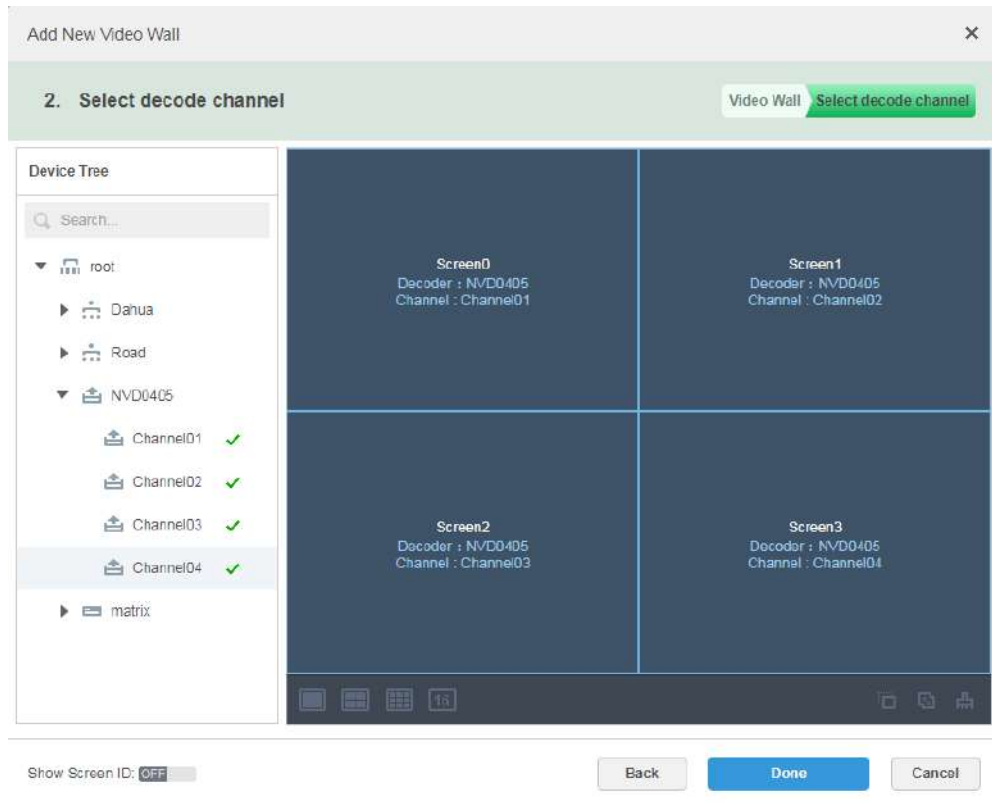 Add New Video Wall
2. Select decode channel
Video Wall
Select decode channel
Device Tree
Search...
root
Dahua
Road
NVD0405
Channel01
Channel02
Channel03
Channel04
matrix
Screen0
Decoder : NVD0405
Channel : Channel01
Screen1
Decoder : NVD0405
Channel : Channel02
Screen2
Decoder : NVD0405
Channel : Channel03
Screen3
Decoder : NVD0405
Channel : Channel04
16
Show Screen ID: OFF
Back
Done
Cancel